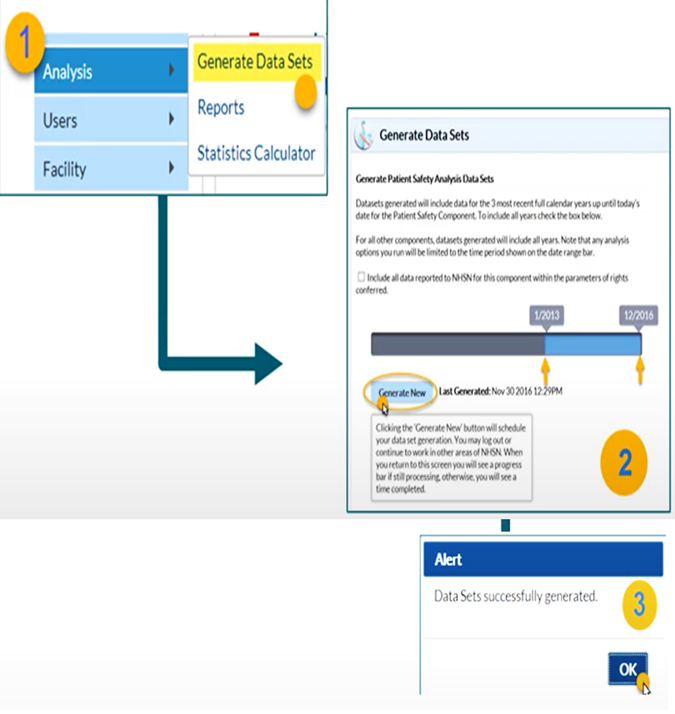 1
Analysis
Users
Facility
Generate Data Sets
Reports
Statistics Calculator
Generate Data Sets
Generate Patient Safety Analysis Data Sets
Datasets generated will include data for the 3 most recent full calendar years up until today's
date for the Patient Safety Component. To include all years check the box below.
For all other components, datasets generated will include all years. Note that any analysis
options you run will be limited to the time period shown on the date range bar.
Include all data reported to NHSN for this component within the parameters of rights
conferred.
1/2013 12/2016
Generate New Last Generated: Nov 30 2016 12:29PM
Clicking the 'Generate New' button will schedule
your data set generation. You may log out or
continue to work in other areas of NHSN. When
you return to this screen you will see a progress
bar if still processing, otherwise, you will see a
time completed.
2
Alert
Data Sets successfully generated.
3
OK